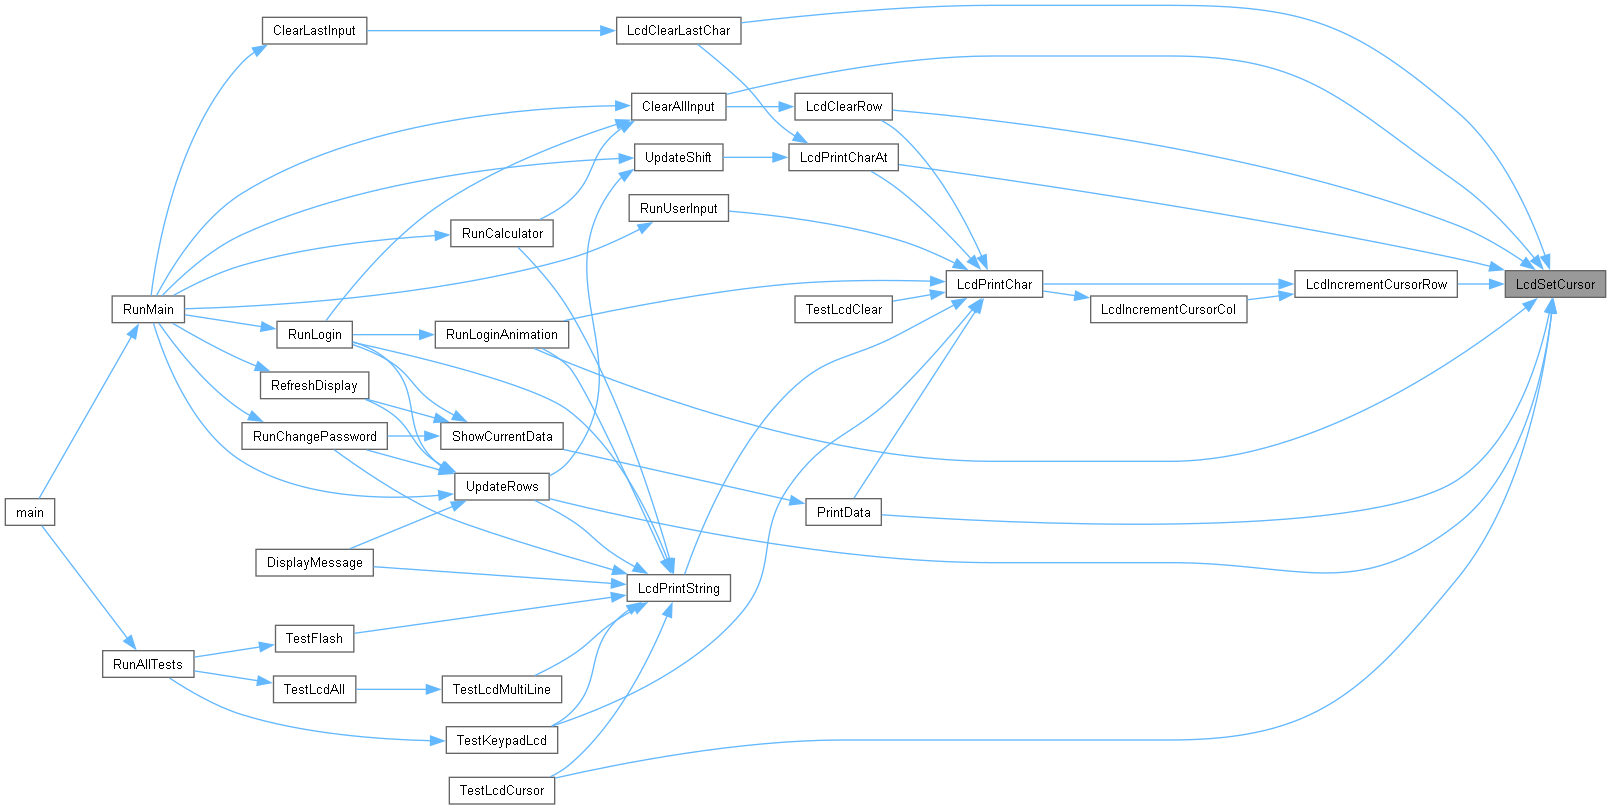 ClearLastInput
LcdClearLastChar
ClearAllInput
LcdClearRow
UpdateShift
LcdPrintCharAt
RunUserInput
RunCalculator
LcdPrintChar
LcdIncrementCursorRow
LcdSetCursor
RunMain
TestLcdClear
LcdIncrementCursorCol
RunLogin
RunLoginAnimation
RefreshDisplay
RunChangePassword
ShowCurrentData
UpdateRows
main
PrintData
DisplayMessage
LcdPrintString
TestFlash
RunAllTests
TestLcdAll
TestLcdMultiLine
TestKeypadLcd
TestLcdCursor